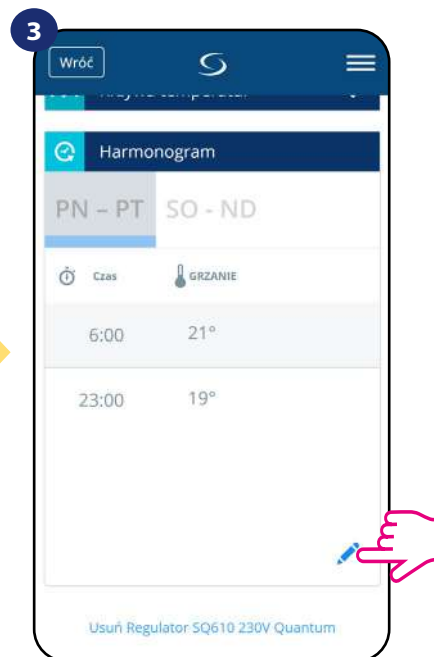 3
Wróć
Harmonogram
PN – PT SO - ND
Czas GRZANIE
6:00 21°
23:00 19°
Usuń Regulator SQ610 230V Quantum